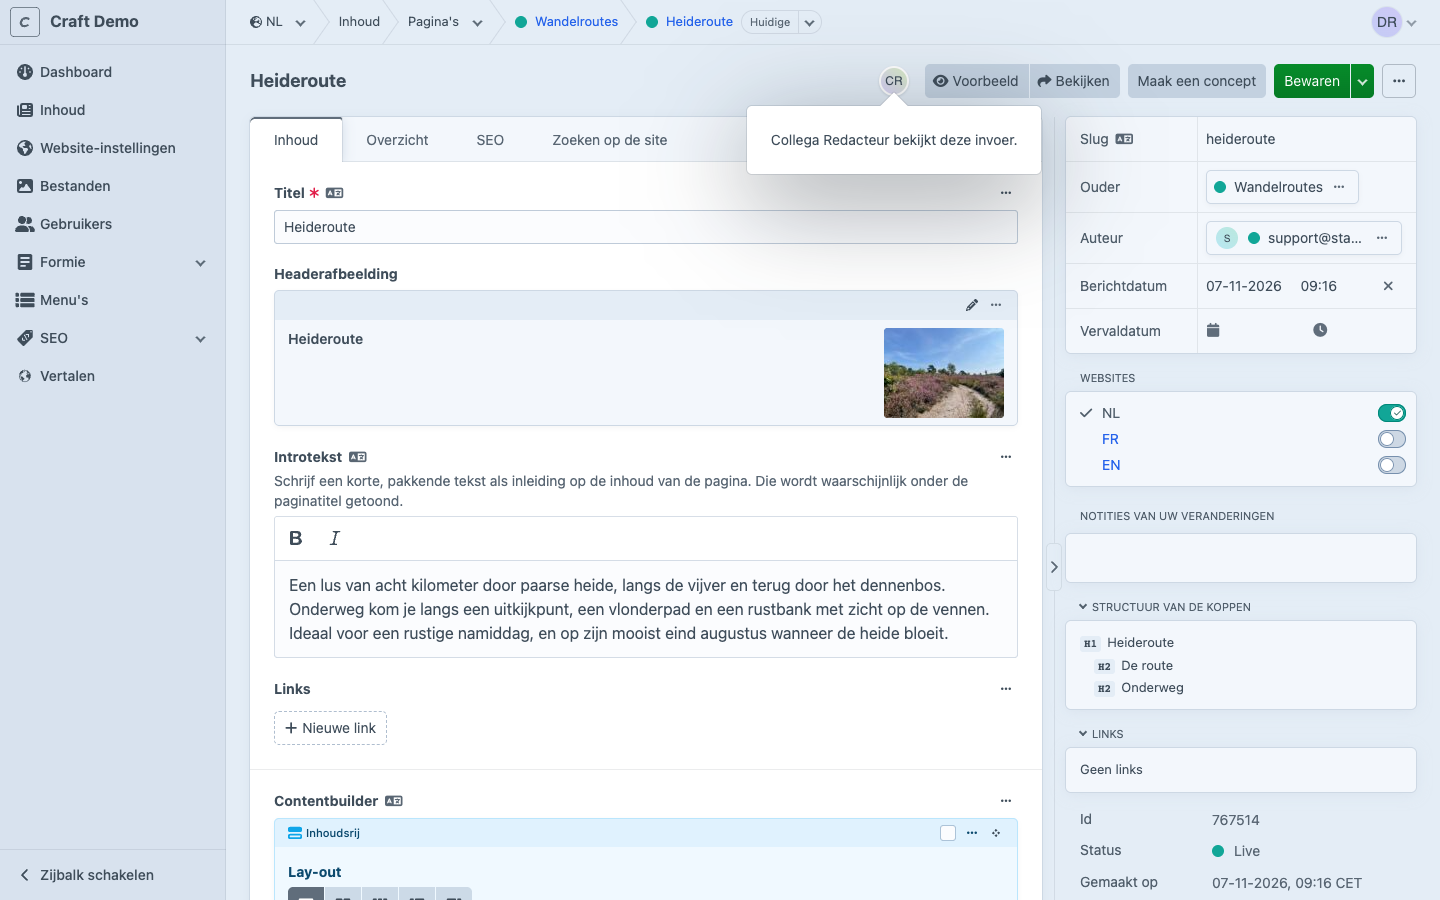 C Craft Demo
NL Inhoud Pagina's Wandelroutes Heideroute Huidige
DR
Dashboard
Inhoud
Website-instellingen
Bestanden
Gebruikers
Formie
Menu's
SEO
Vertalen
Zijbalk schakelen
Heideroute
CR
Voorbeeld
Bekijken
Maak een concept
Bewaren
Collega Redacteur bekijkt deze invoer.
Inhoud Overzicht SEO Zoeken op de site
Titel
Heideroute
Headerafbeelding
Heideroute
Introtekst
Schrijf een korte, pakkende tekst als inleiding op de inhoud van de pagina. Die wordt waarschijnlijk onder de
paginatitel getoond.
B I
Een lus van acht kilometer door paarse heide, langs de vijver en terug door het dennenbos.
Onderweg kom je langs een uitkijkpunt, een vlonderpad en een rustbank met zicht op de vennen.
Ideaal voor een rustige namiddag, en op zijn mooist eind augustus wanneer de heide bloeit.
Links
Nieuwe link
Contentbuilder
Inhoudsrij
Lay-out
Slug heideroute
Ouder Wandelroutes
Auteur S support@sta...
Berichtdatum 07-11-2026 09:16
Vervaldatum
WEBSITES
NL
FR
EN
NOTITIES VAN UW VERANDERINGEN
STRUCTUUR VAN DE KOPPEN
H1 Heideroute
H2 De route
H2 Onderweg
LINKS
Geen links
Id 767514
Status Live
Gemaakt op 07-11-2026, 09:16 CET